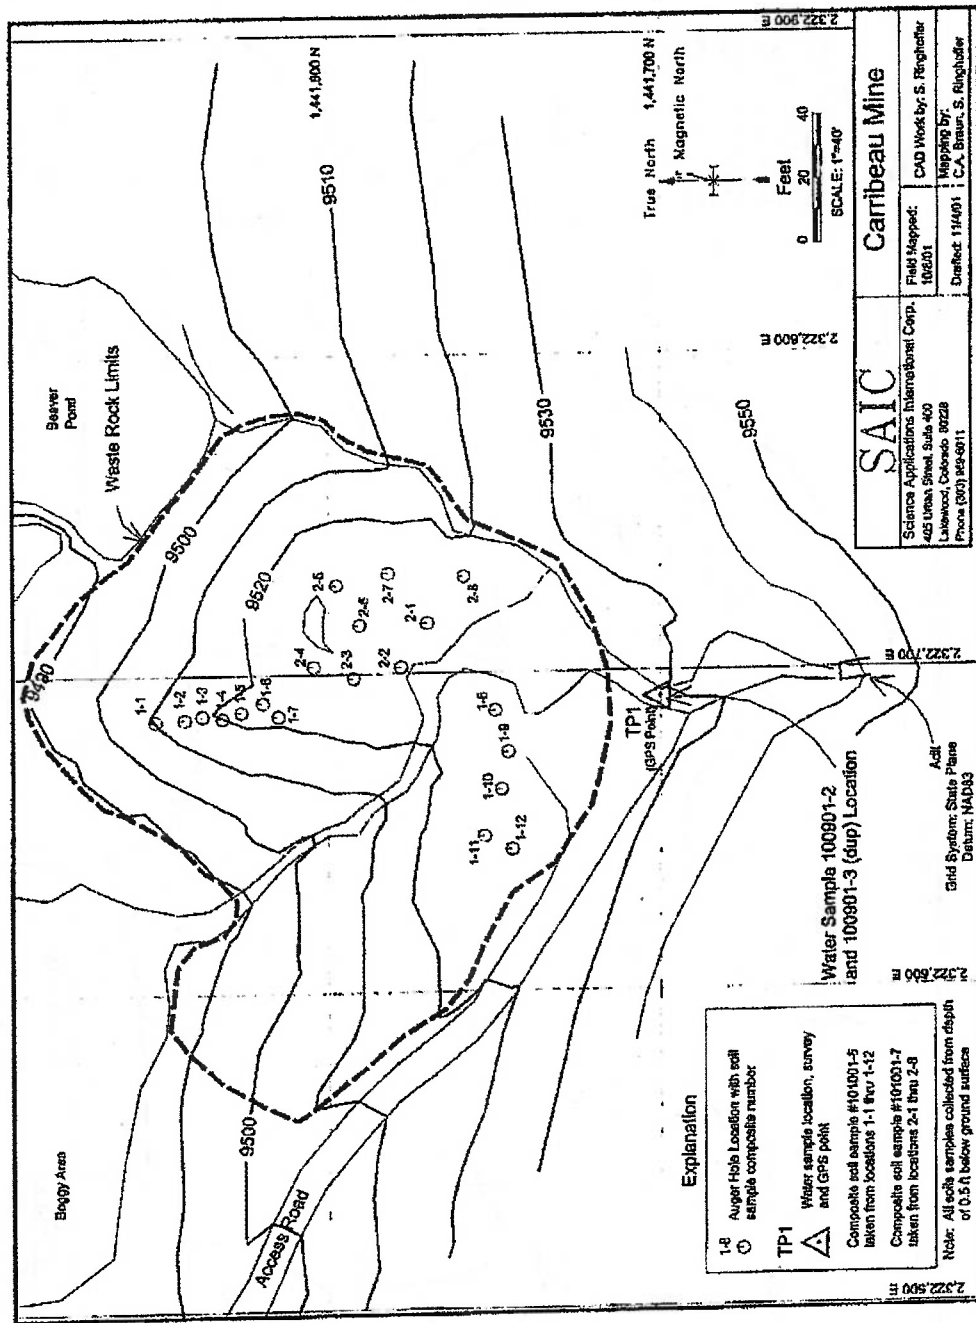 Boggy Area
Beaver
Pond
Waste Rock Limits
9490
9500
9520
9500
9510
9530
9550
1,441,800 N
1,441,700 N
Access Road
1-1
1-2
1-3
1-4
1-5
1-6
1-7
2-4
2-3
2-2
2-5
2-7
2-1
2-8
1-9
1-10
1-11
1-12
TP1
(GPS Point)
Water Sample 100901-2
and 100901-3 (dup) Location
Adit
Grid System: State Plane
Datum: NAD83
2,322,500 E
2,322,600 E
2,322,700 E
2,322,800 E
2,322,900 E
True North
Magnetic North
Feet
0 20 40
SCALE: 1"=40'
Explanation
1-8 Auger Hole Location with soil
sample composite number
TP1 Water sample location, survey
and GPS point
Composite soil sample #101001-5
taken from locations 1-1 thru 1-12
Composite soil sample #101001-7
taken from locations 2-1 thru 2-8
Note: All soils samples collected from depth
of 0.5 ft below ground surface
SAIC
Science Applications International Corp.
405 Urban Street, Suite 400
Lakewood, Colorado 80228
Phone (303) 969-6011
Carribeau Mine
Field Mapped:
10/8/01
CAD Work by: S. Ringhoffer
Mapping by:
C.A. Braun, S. Ringhoffer
Drafted: 11/4/01